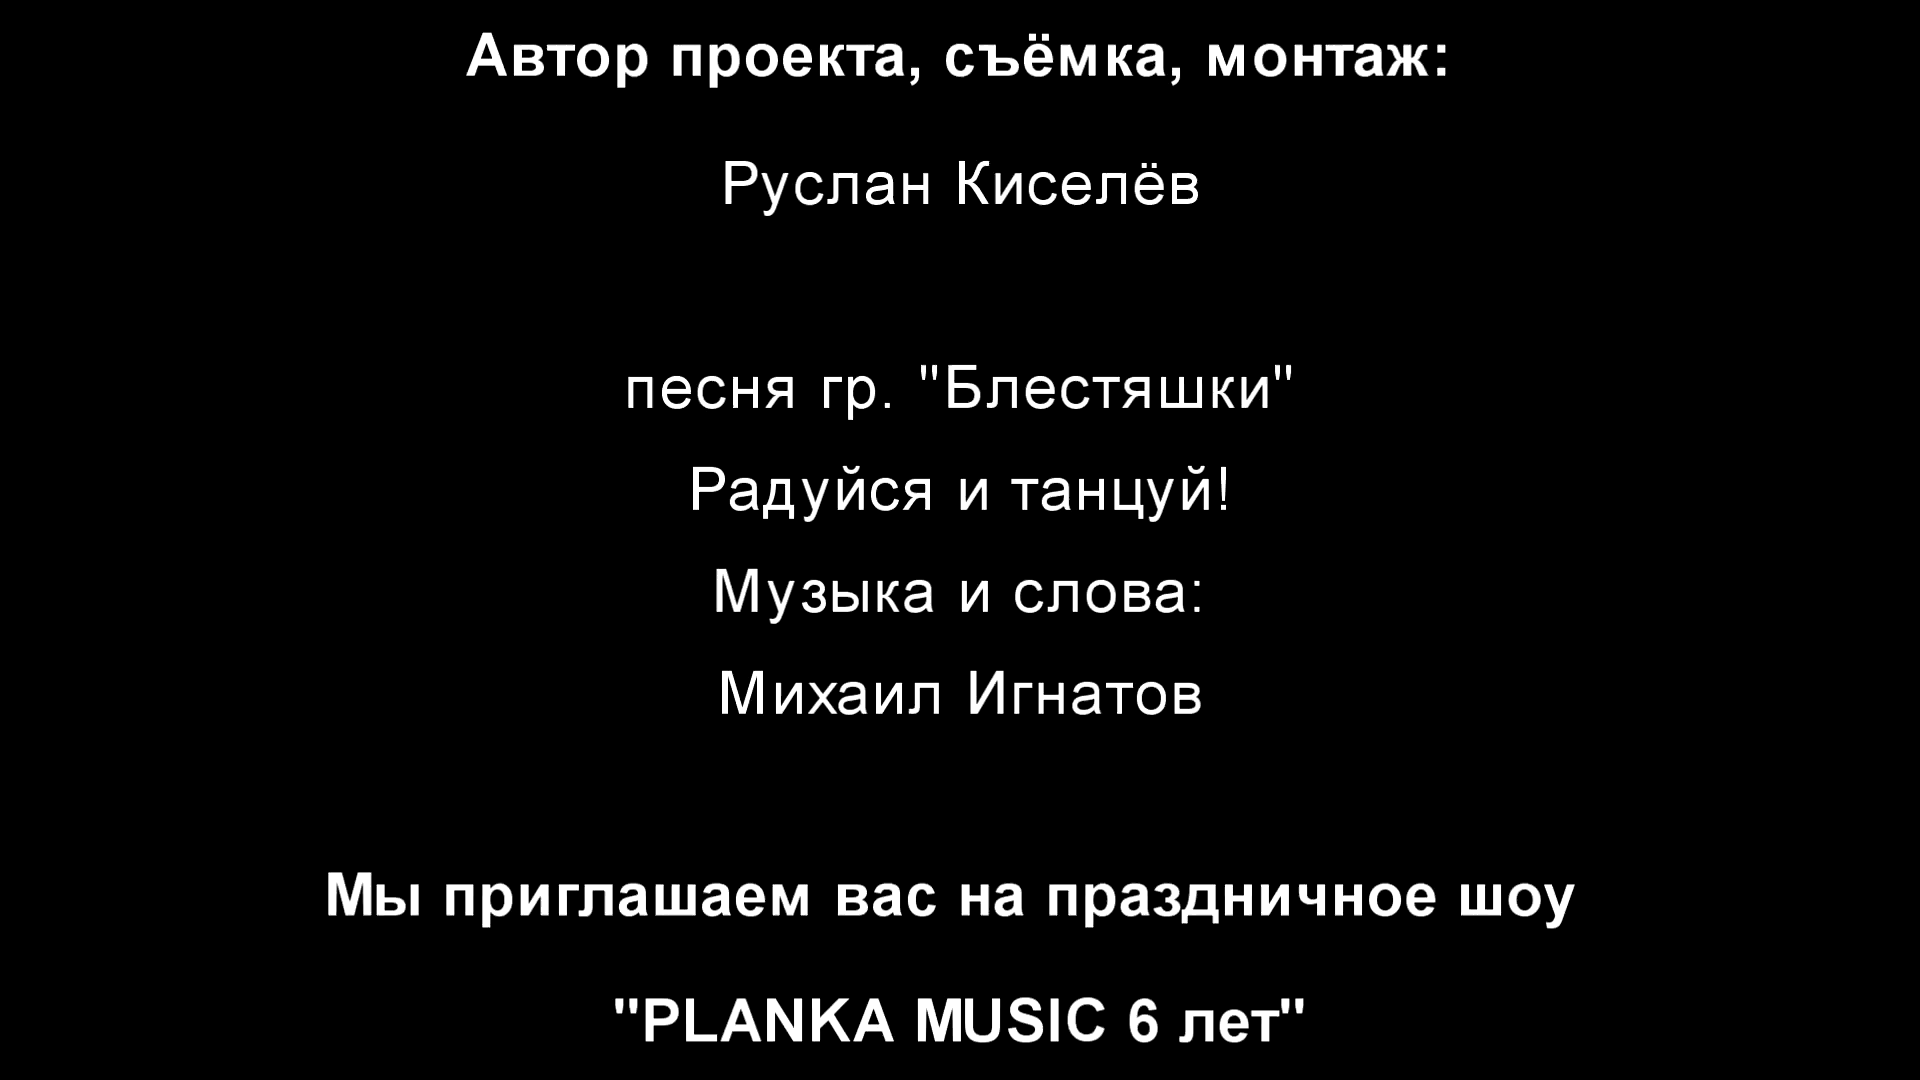 Автор проекта, съёмка, монтаж:
Руслан Киселёв
песня гр. "Блестяшки"
Радуйся и танцуй!
Музыка и слова:
Михаил Игнатов
Мы приглашаем вас на праздничное шоу
"PLANKA MUSIC 6 лет"